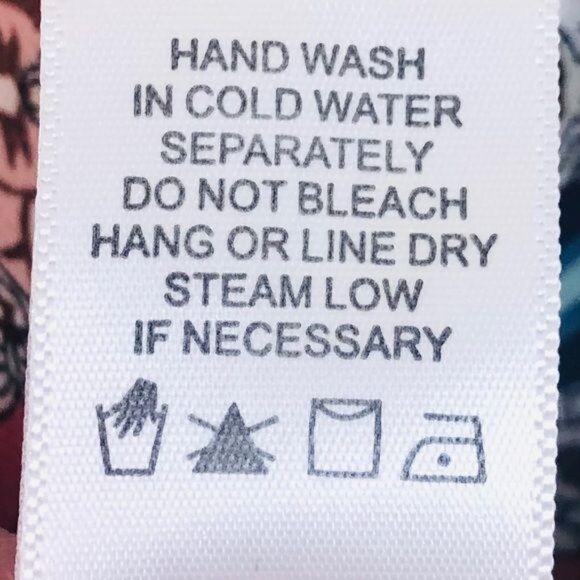 HAND WASH
IN COLD WATER
SEPARATELY
DO NOT BLEACH
HANG OR LINE DRY
STEAM LOW
IF NECESSARY